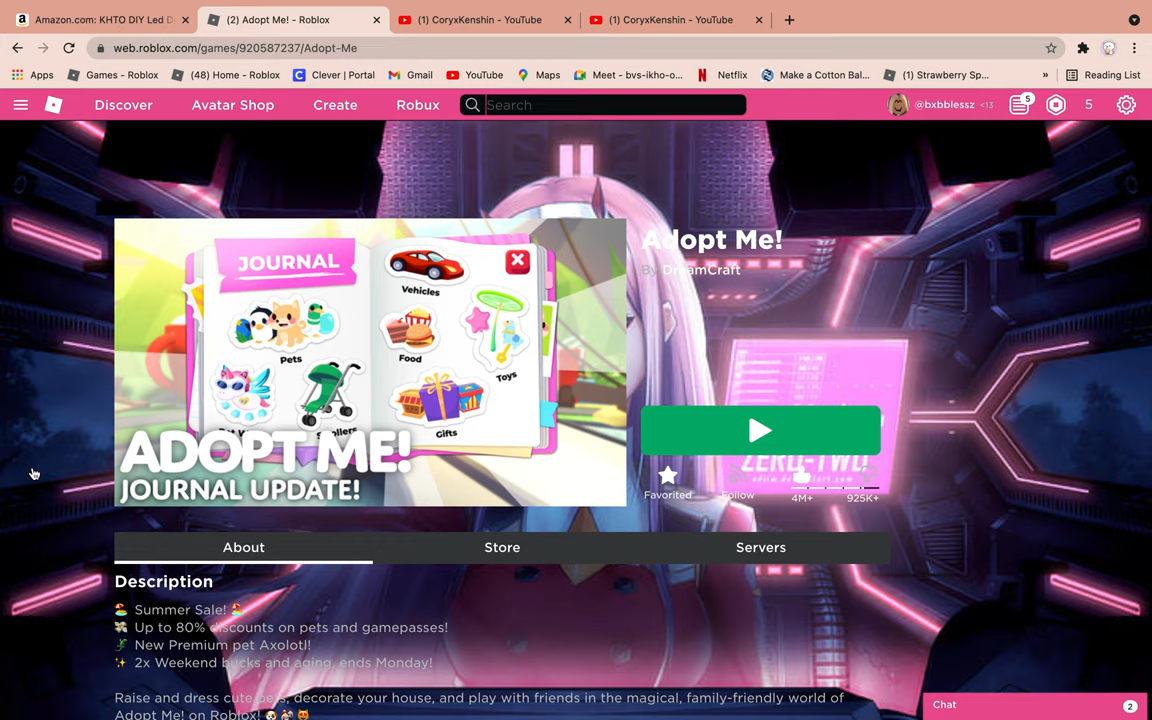 Amazon.com: KHTO DIY Led D
(2) Adopt Me! - Roblox
(1) CoryxKenshin - YouTube
(1) CoryxKenshin - YouTube
web.roblox.com/games/920587237/Adopt-Me
Apps
Games - Roblox
(48) Home - Roblox
Clever | Portal
Gmail
YouTube
Maps
Meet - bvs-ikho-o...
Netflix
Make a Cotton Bal...
(1) Strawberry Sp...
»
Reading List
Discover
Avatar Shop
Create
Robux
Search
@bxbblessz <13
5
5
JOURNAL
Vehicles
Pets
Food
Toys
Gifts
ADOPT ME!
JOURNAL UPDATE!
Adopt Me!
By DreamCraft
ZERO-TWO
Favorited
Follow
4M+
925K+
About
Store
Servers
Description
🏖️ Summer Sale! 🏖️
💸 Up to 80% discounts on pets and gamepasses!
🦎 New Premium pet Axolotl!
✨ 2x Weekend bucks and aging, ends Monday!
Raise and dress cute pets, decorate your house, and play with friends in the magical, family-friendly world of
Adopt Me! on Roblox!
Chat
2